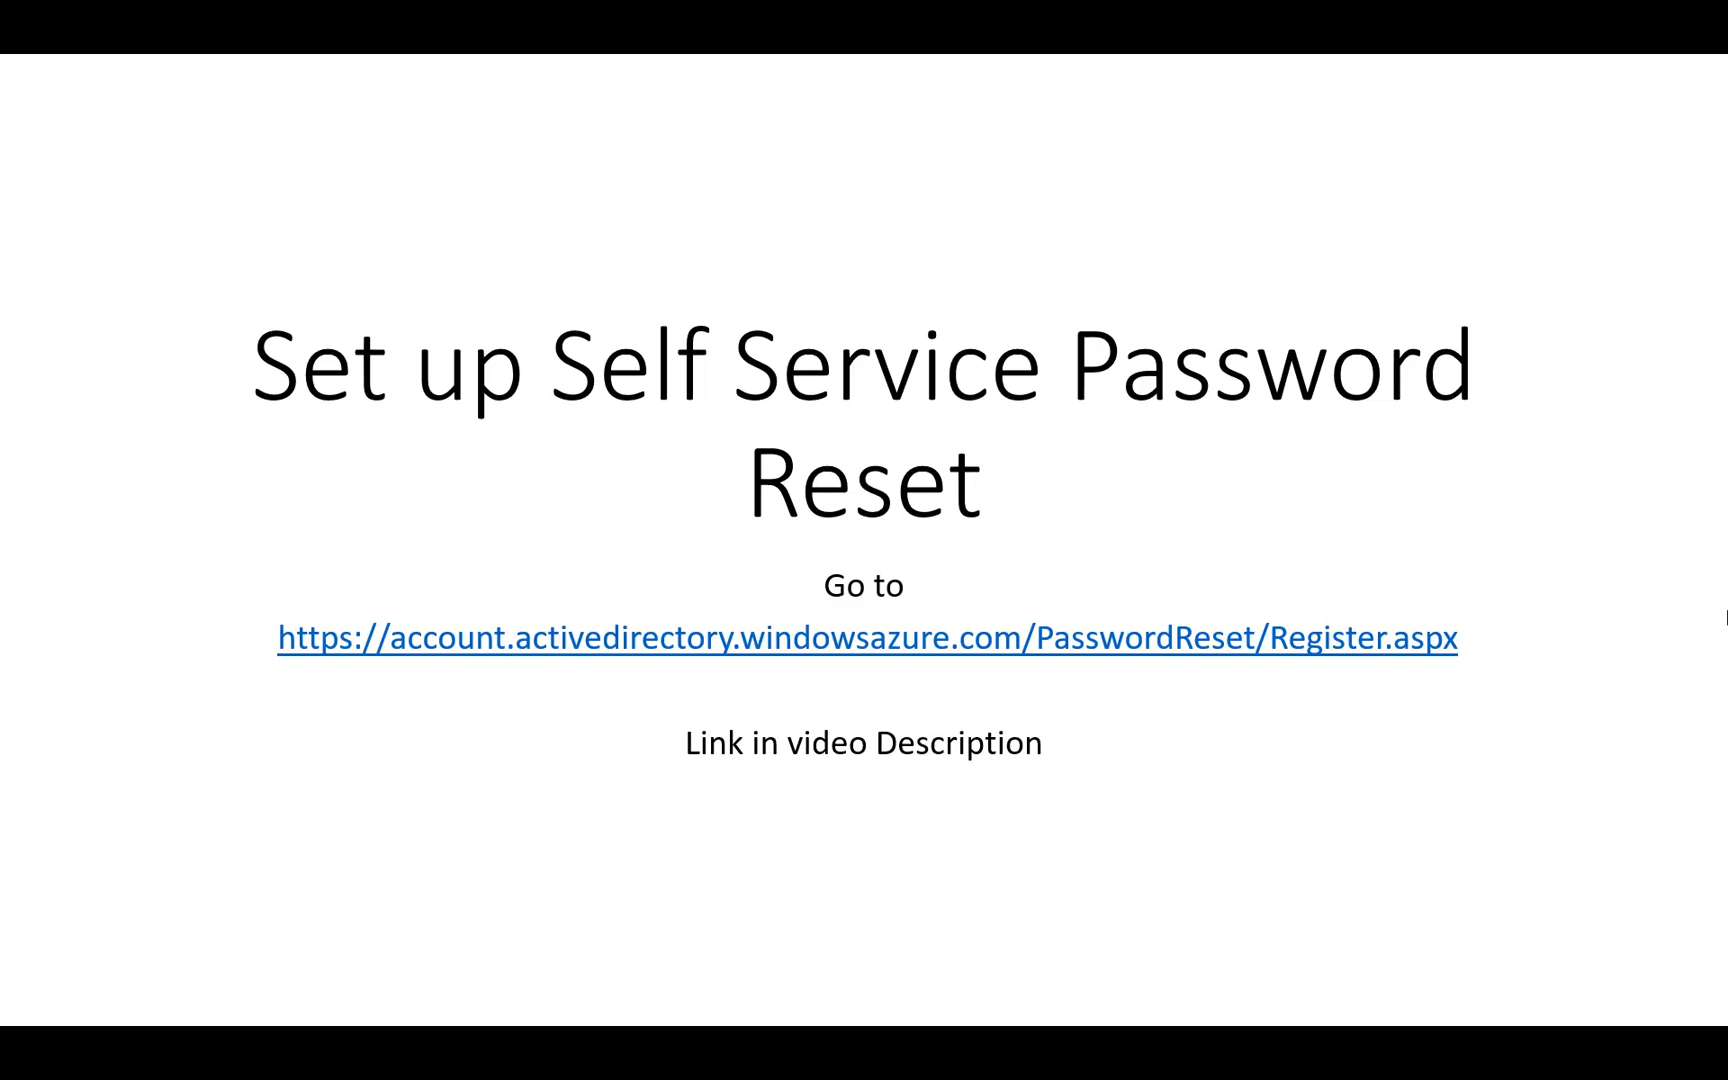 Set up Self Service Password
Reset
Go to
https://account.activedirectory.windowsazure.com/PasswordReset/Register.aspx
Link in video Description